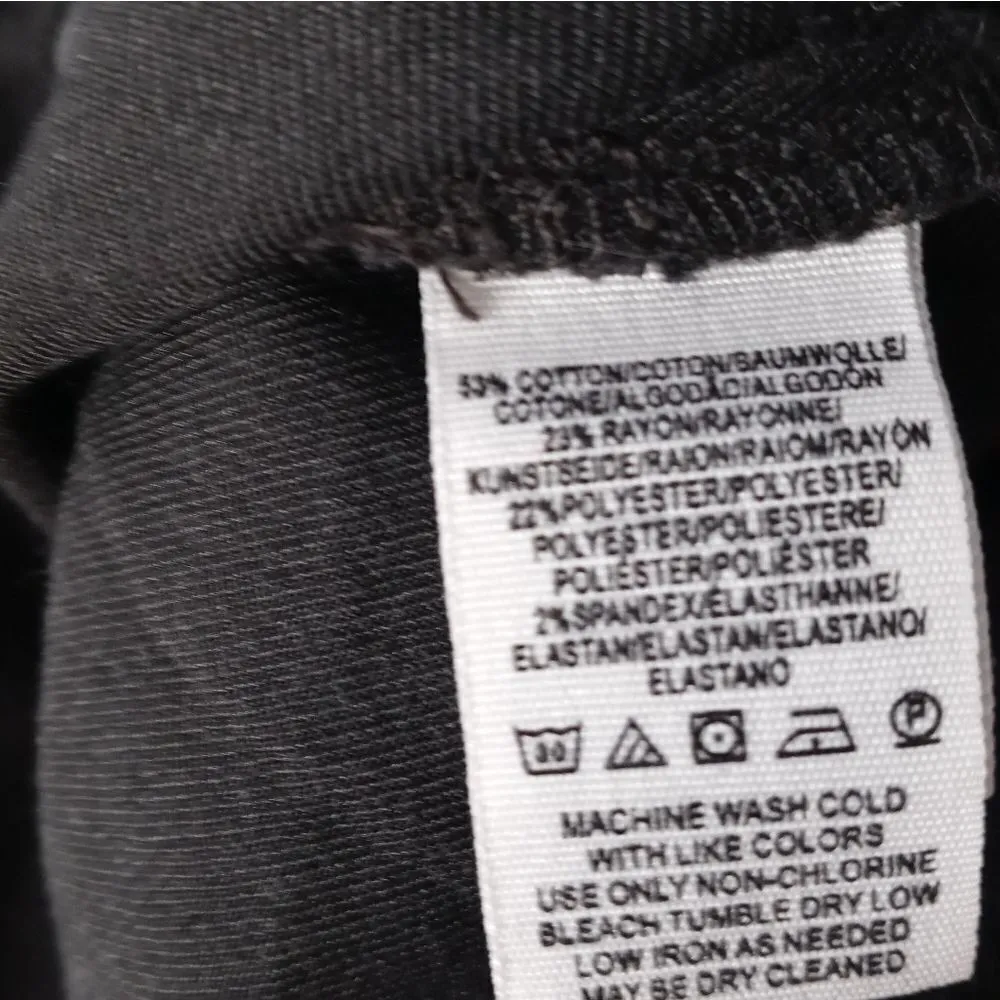 53% COTTON/COTON/BAUMWOLLE/
COTONE/ALGODÃO/ALGODÓN
23% RAYON/RAYONNE/
KUNSTSEIDE/RAION/RAIOM/RAYÓN
22%POLYESTER/POLYESTER/
POLYESTER/POLIESTERE/
POLIÉSTER/POLIÉSTER
2%SPANDEX/ÉLASTHANNE/
ELASTAN/ELASTAN/ELASTANO/
ELASTANO
30 P
MACHINE WASH COLD
WITH LIKE COLORS
USE ONLY NON-CHLORINE
BLEACH TUMBLE DRY LOW
LOW IRON AS NEEDED
MAY BE DRY CLEANED